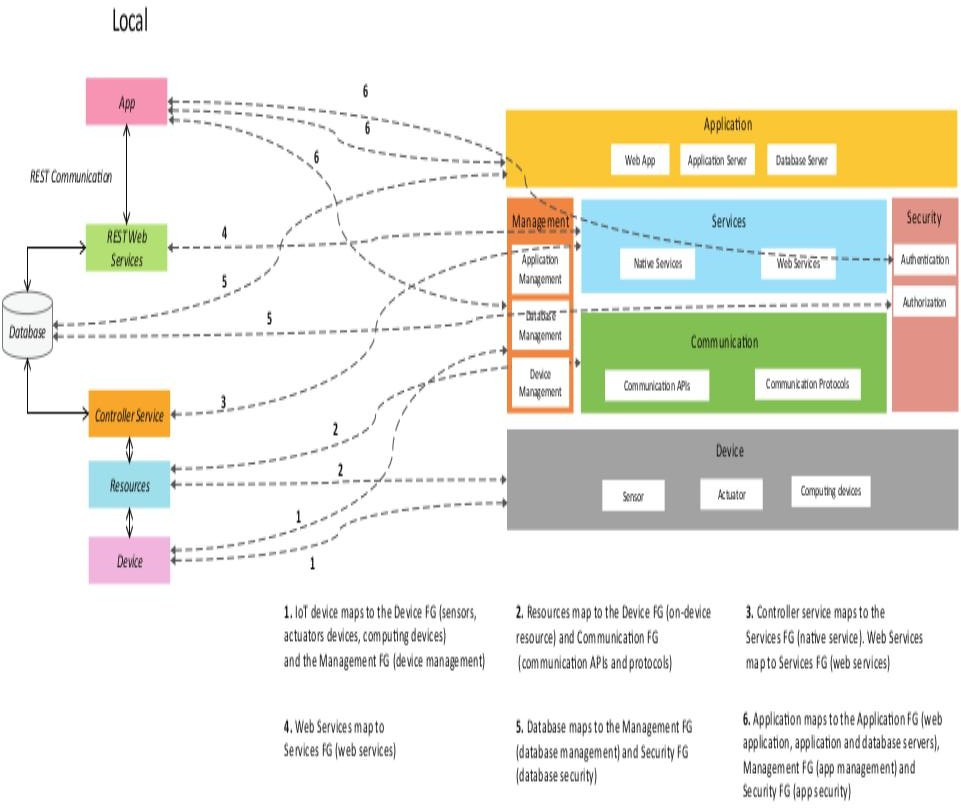 Local
App
REST Communication
REST Web
Services
Database
Controller Service
Resources
Device
6
6
6
4
5
5
3
2
2
1
1
Application
Web App
Application Server
Database Server
Management
Application
Management
Database
Management
Device
Management
Services
Native Services
Web Services
Security
Authentication
Authorization
Communication
Communication APIs
Communication Protocols
Device
Sensor
Actuator
Computing devices
1. IoT device maps to the Device FG (sensors,
actuators devices, computing devices)
and the Management FG (device management)
2. Resources map to the Device FG (on-device
resource) and Communication FG
(communication APIs and protocols)
3. Controller service maps to the
Services FG (native service). Web Services
map to Services FG (web services)
4. Web Services map to
Services FG (web services)
5. Database maps to the Management FG
(database management) and Security FG
(database security)
6. Application maps to the Application FG (web
application, application and database servers),
Management FG (app management) and
Security FG (app security)